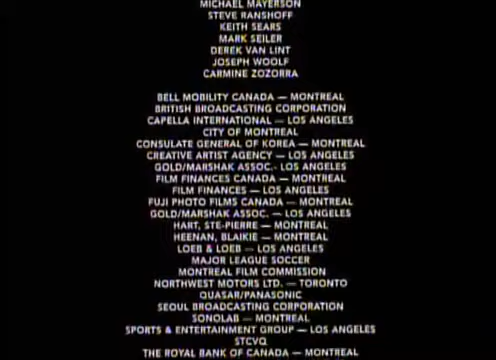 MICHAEL MAYERSON
STEVE RANSHOFF
KEITH SEARS
MARK SEILER
DEREK VAN LINT
JOSEPH WOOLF
CARMINE ZOZORRA
BELL MOBILITY CANADA — MONTREAL
BRITISH BROADCASTING CORPORATION
CAPELLA INTERNATIONAL — LOS ANGELES
CITY OF MONTREAL
CONSULATE GENERAL OF KOREA — MONTREAL
CREATIVE ARTIST AGENCY — LOS ANGELES
GOLD/MARSHAK ASSOC.- LOS ANGELES
FILM FINANCES CANADA — MONTREAL
FILM FINANCES — LOS ANGELES
FUJI PHOTO FILMS CANADA — MONTREAL
GOLD/MARSHAK ASSOC. — LOS ANGELES
HART, STE-PIERRE — MONTREAL
HEENAN, BLAIKIE — MONTREAL
LOEB & LOEB — LOS ANGELES
MAJOR LEAGUE SOCCER
MONTREAL FILM COMMISSION
NORTHWEST MOTORS LTD. — TORONTO
QUASAR/PANASONIC
SEOUL BROADCASTING CORPORATION
SONOLAB — MONTREAL
SPORTS & ENTERTAINMENT GROUP — LOS ANGELES
STCVQ
THE ROYAL BANK OF CANADA — MONTREAL